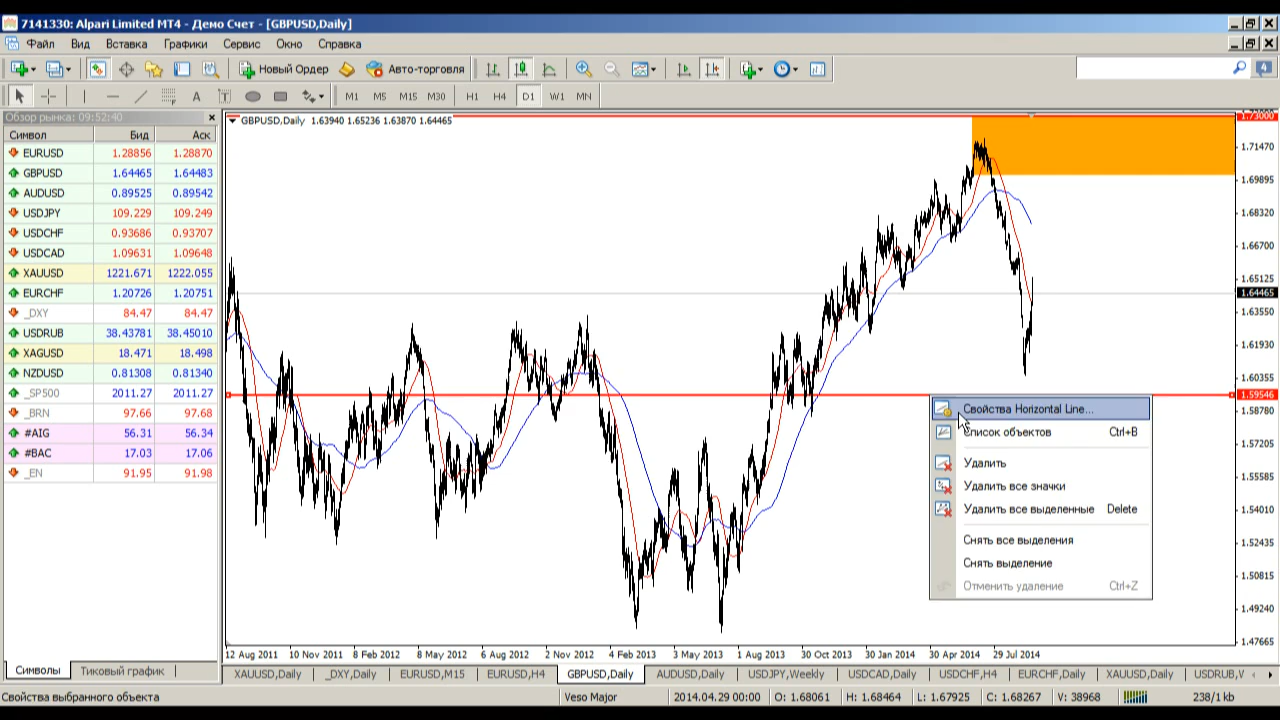 7141330: Alpari Limited MT4 - Демо Счет - [GBPUSD,Daily]
Файл Вид Вставка Графики Сервис Окно Справка
Новый Ордер Авто-торговля 4
A T M1 M5 M15 M30 H1 H4 D1 W1 MN
Обзор рынка: 09:52:40
Символ Бид Аск
EURUSD 1.28856 1.28870
GBPUSD 1.64465 1.64483
AUDUSD 0.89525 0.89542
USDJPY 109.229 109.249
USDCHF 0.93686 0.93707
USDCAD 1.09631 1.09648
XAUUSD 1221.671 1222.055
EURCHF 1.20726 1.20751
_DXY 84.47 84.47
USDRUB 38.43781 38.45010
XAGUSD 18.471 18.498
NZDUSD 0.81308 0.81340
_SP500 2011.27 2011.27
_BRN 97.66 97.68
#AIG 56.31 56.34
#BAC 17.03 17.06
_EN 91.95 91.98
Символы Тиковый график
GBPUSD,Daily 1.63940 1.65236 1.63870 1.64465
1.73000
1.71470
1.69895
1.68320
1.66700
1.65125
1.64465
1.63550
1.61930
1.60355
1.59546
1.58780
1.57205
1.55585
1.54010
1.52435
1.50815
1.49240
1.47665
Свойства Horizontal Line...
Список объектов Ctrl+B
Удалить
Удалить все значки
Удалить все выделенные Delete
Снять все выделения
Снять выделение
Отменить удаление Ctrl+Z
12 Aug 2011 10 Nov 2011 8 Feb 2012 8 May 2012 6 Aug 2012 2 Nov 2012 4 Feb 2013 3 May 2013 1 Aug 2013 30 Oct 2013 30 Jan 2014 30 Apr 2014 29 Jul 2014
XAUUSD,Daily _DXY,Daily EURUSD,M15 EURUSD,H4 GBPUSD,Daily AUDUSD,Daily USDJPY,Weekly USDCAD,Daily USDCHF,H4 EURCHF,Daily XAUUSD,Daily USDRUB,V
Свойства выбранного объекта Veso Major 2014.04.29 00:00 O: 1.68061 H: 1.68464 L: 1.67925 C: 1.68267 V: 38968 238/1 kb